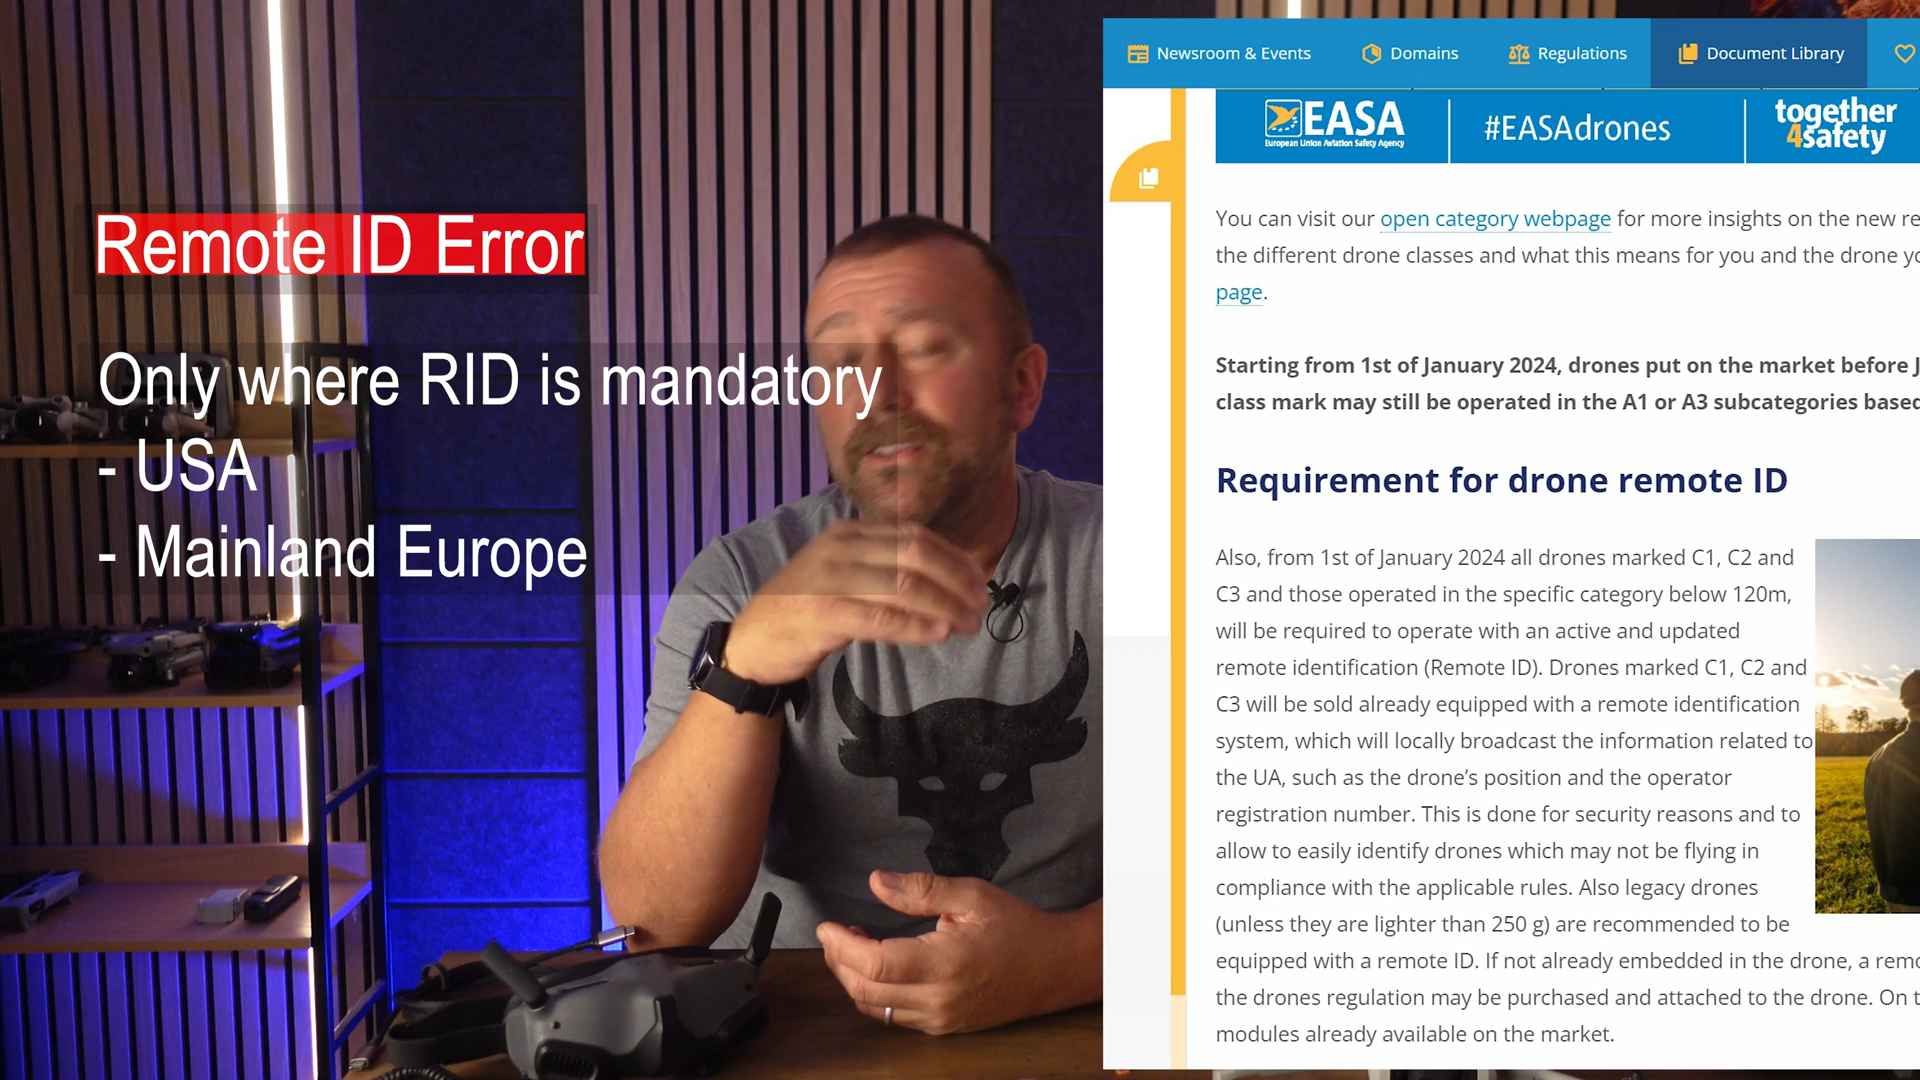 Remote ID Error
Only where RID is mandatory
- USA
- Mainland Europe
Newsroom & Events Domains Regulations Document Library
EASA
European Union Aviation Safety Agency
#EASAdrones
together
4safety
You can visit our open category webpage for more insights on the new
the different drone classes and what this means for you and the drone
page.
Starting from 1st of January 2024, drones put on the market before
class mark may still be operated in the A1 or A3 subcategories based
Requirement for drone remote ID
Also, from 1st of January 2024 all drones marked C1, C2 and
C3 and those operated in the specific category below 120m,
will be required to operate with an active and updated
remote identification (Remote ID). Drones marked C1, C2 and
C3 will be sold already equipped with a remote identification
system, which will locally broadcast the information related to
the UA, such as the drone’s position and the operator
registration number. This is done for security reasons and to
allow to easily identify drones which may not be flying in
compliance with the applicable rules. Also legacy drones
(unless they are lighter than 250 g) are recommended to be
equipped with a remote ID. If not already embedded in the drone, a
the drones regulation may be purchased and attached to the drone. On
modules already available on the market.